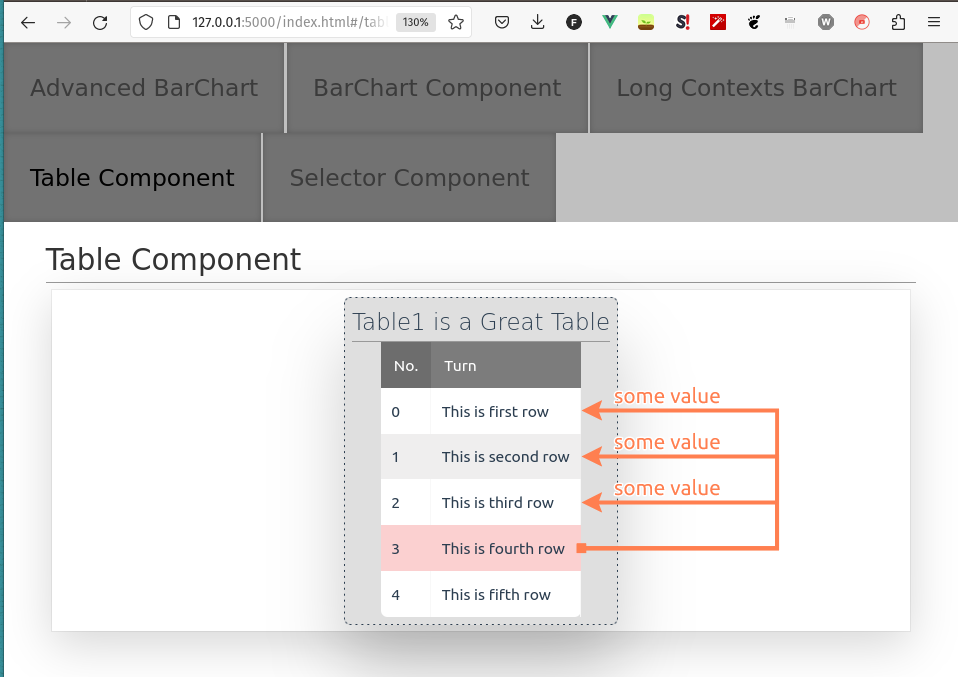 127.0.0.1:5000/index.html#/tab
130%
Advanced BarChart
BarChart Component
Long Contexts BarChart
Table Component
Selector Component
Table Component
Table1 is a Great Table
No. Turn
0 This is first row
some value
1 This is second row
some value
2 This is third row
some value
3 This is fourth row
4 This is fifth row